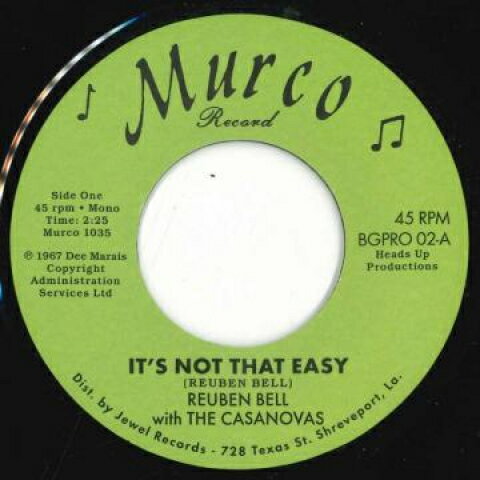 Murco
Record
Side One
45 rpm • Mono
Time: 2:25
Murco 1035
℗ 1967 Dee Marais
Copyright
Administration
Services Ltd
45 RPM
BGPRO 02-A
Heads Up
Productions
IT'S NOT THAT EASY
(REUBEN BELL)
REUBEN BELL
with THE CASANOVAS
Dist. by Jewel Records - 728 Texas St. Shreveport, La.